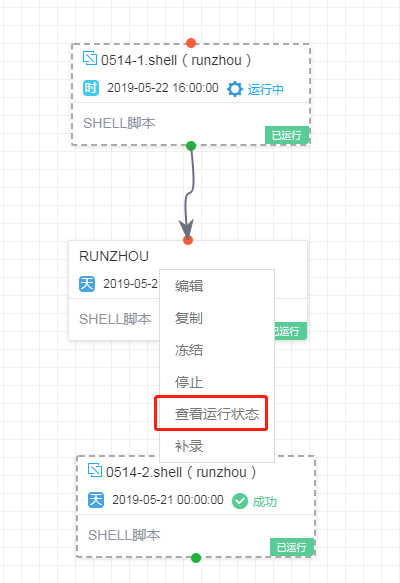 0514-1.shell（runzhou）
时 2019-05-22 16:00:00 运行中
SHELL脚本
已运行
RUNZHOU
天 2019-05-2
SHELL脚本
已运行
编辑
复制
冻结
停止
查看运行状态
补录
0514-2.shell（runzhou）
天 2019-05-21 00:00:00 成功
SHELL脚本
已运行